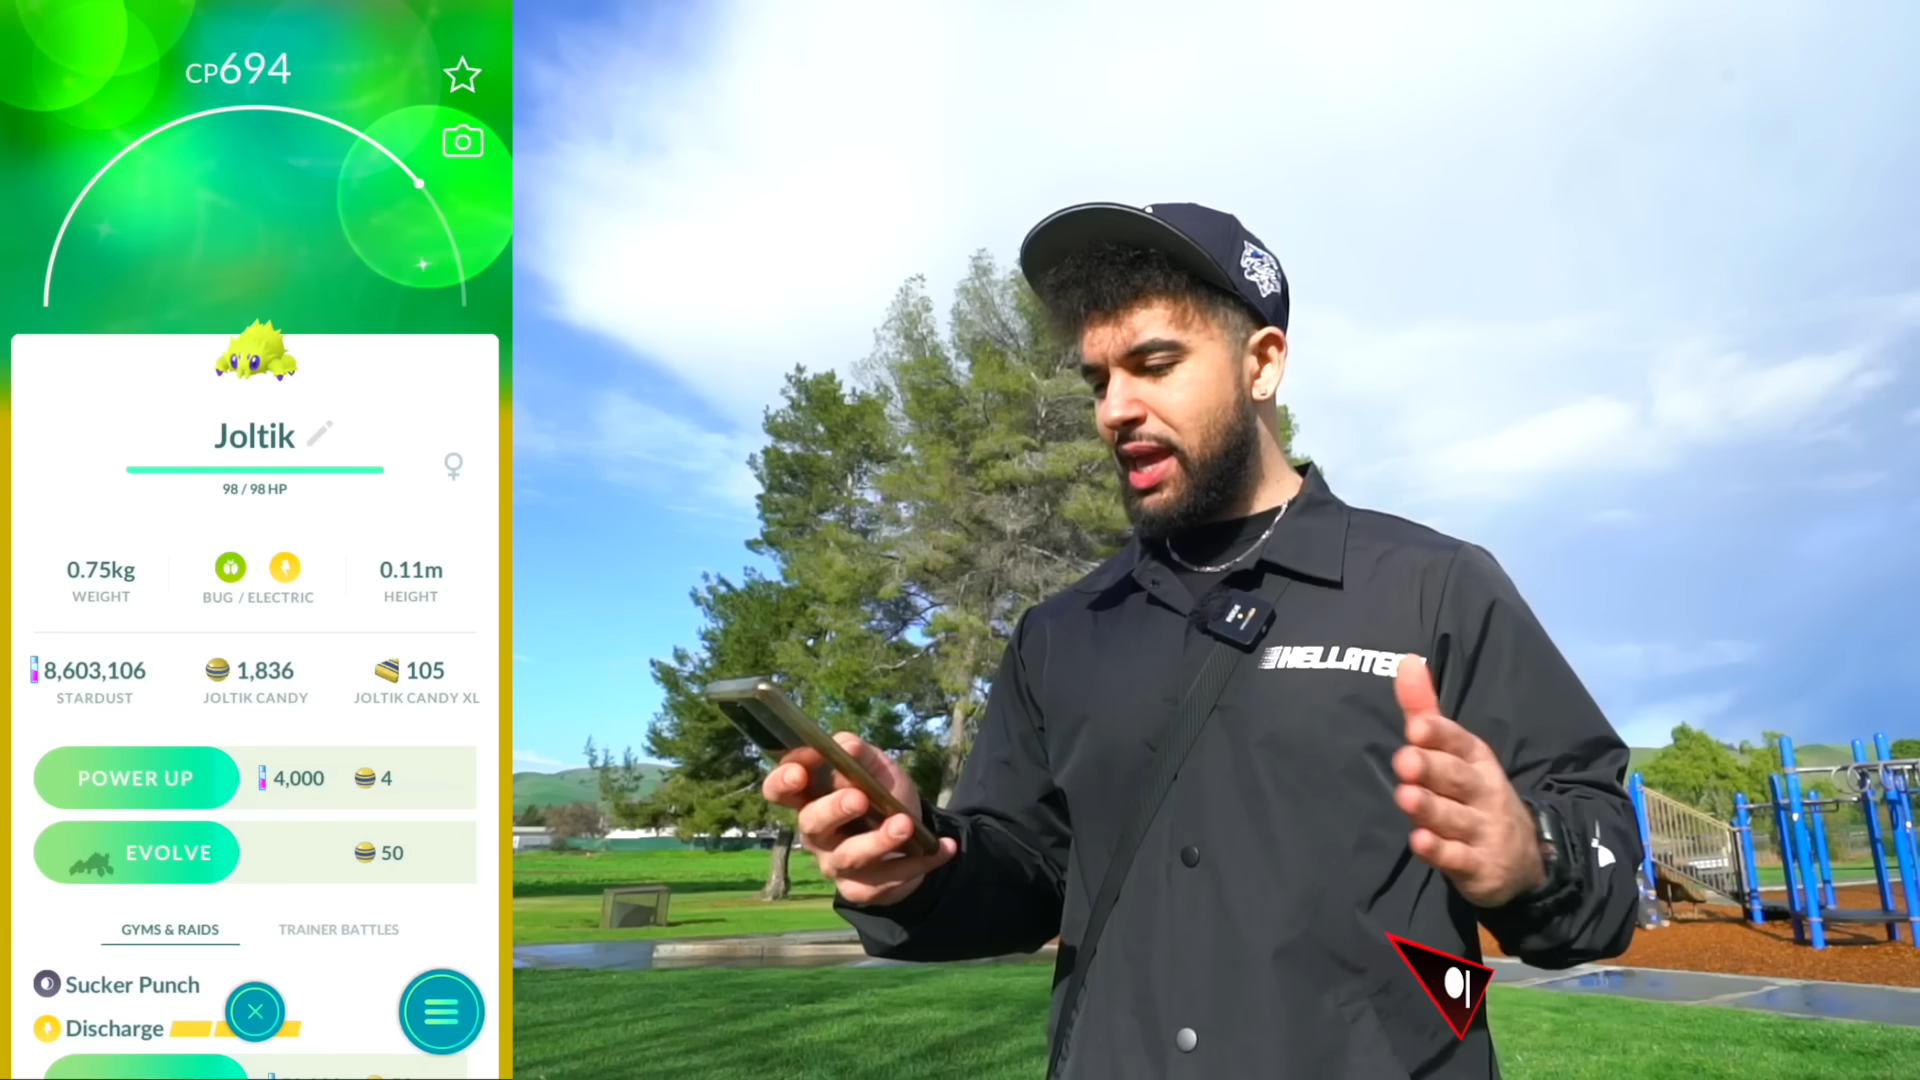 CP694
Joltik
98 / 98 HP
0.75kg
WEIGHT
BUG / ELECTRIC
0.11m
HEIGHT
8,603,106
STARDUST
1,836
JOLTIK CANDY
105
JOLTIK CANDY XL
POWER UP
4,000
4
EVOLVE
50
GYMS & RAIDS
TRAINER BATTLES
Sucker Punch
Discharge